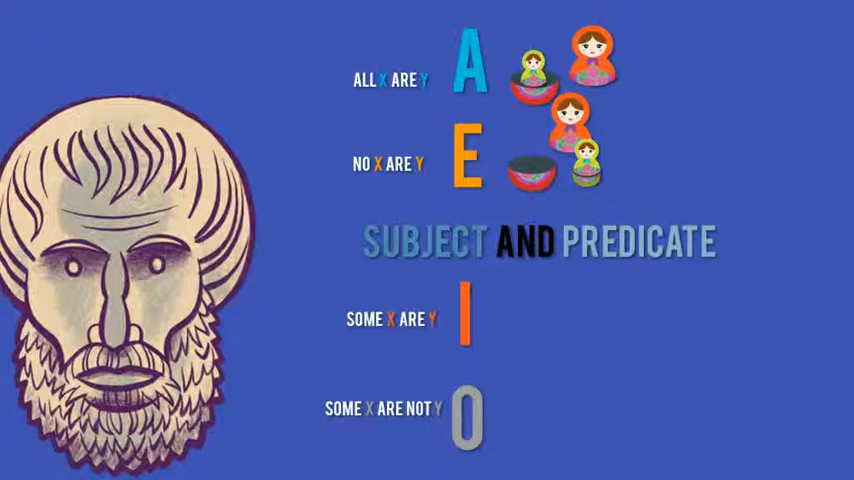 ALL X ARE Y A
NO X ARE Y E
SUBJECT AND PREDICATE
SOME X ARE Y I
SOME X ARE NOT Y O